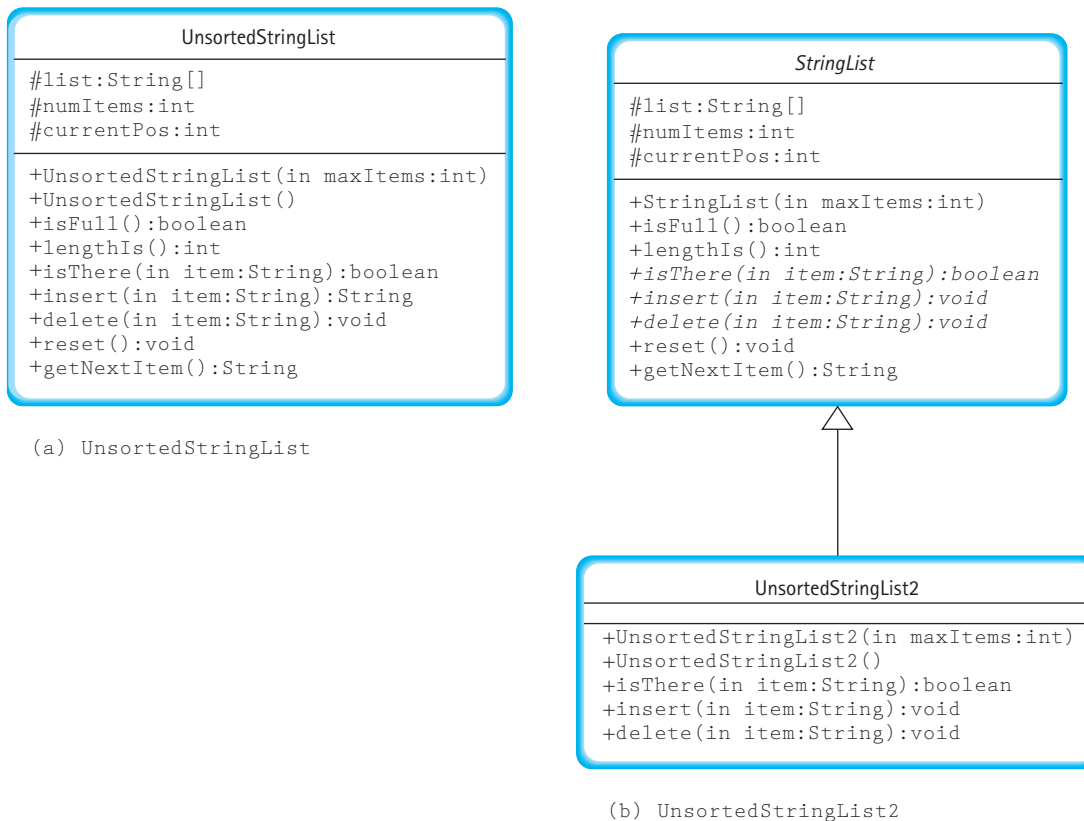 UnsortedStringList
#list:String[]
#numItems:int
#currentPos:int
+UnsortedStringList(in maxItems:int)
+UnsortedStringList()
+isFull():boolean
+lengthIs():int
+isThere(in item:String):boolean
+insert(in item:String):String
+delete(in item:String):void
+reset():void
+getNextItem():String
(a) UnsortedStringList
StringList
#list:String[]
#numItems:int
#currentPos:int
+StringList(in maxItems:int)
+isFull():boolean
+lengthIs():int
+isThere(in item:String):boolean
+insert(in item:String):void
+delete(in item:String):void
+reset():void
+getNextItem():String
UnsortedStringList2
+UnsortedStringList2(in maxItems:int)
+UnsortedStringList2()
+isThere(in item:String):boolean
+insert(in item:String):void
+delete(in item:String):void
(b) UnsortedStringList2